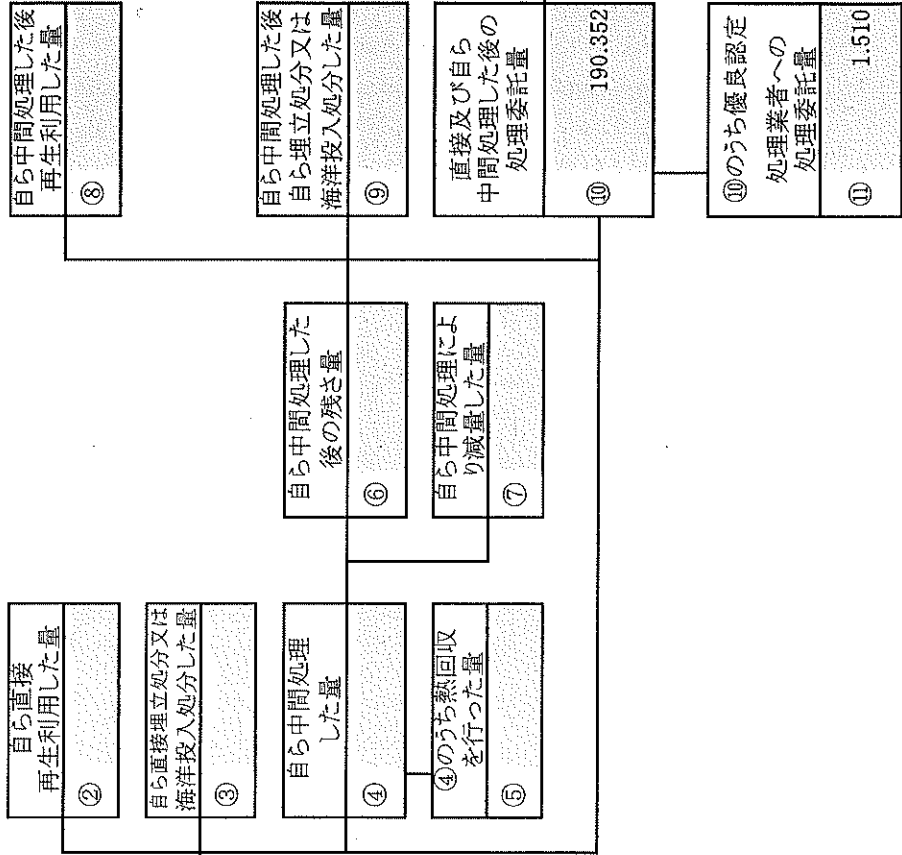 自ら直接
再生利用した量
②
自ら直接埋立処分又は
海洋投入処分した量
③
自ら中間処理
した量
④
④のうち熱回収
を行った量
⑤
自ら中間処理した
後の残さ量
⑥
自ら中間処理によ
り減量した量
⑦
自ら中間処理した後
再生利用した量
⑧
自ら中間処理した後
自ら埋立処分又は
海洋投入処分した量
⑨
直接及び自ら
中間処理した後の
処理委託量
⑩ 190.352
⑩のうち優良認定
処理業者への
処理委託量
⑪ 1.510